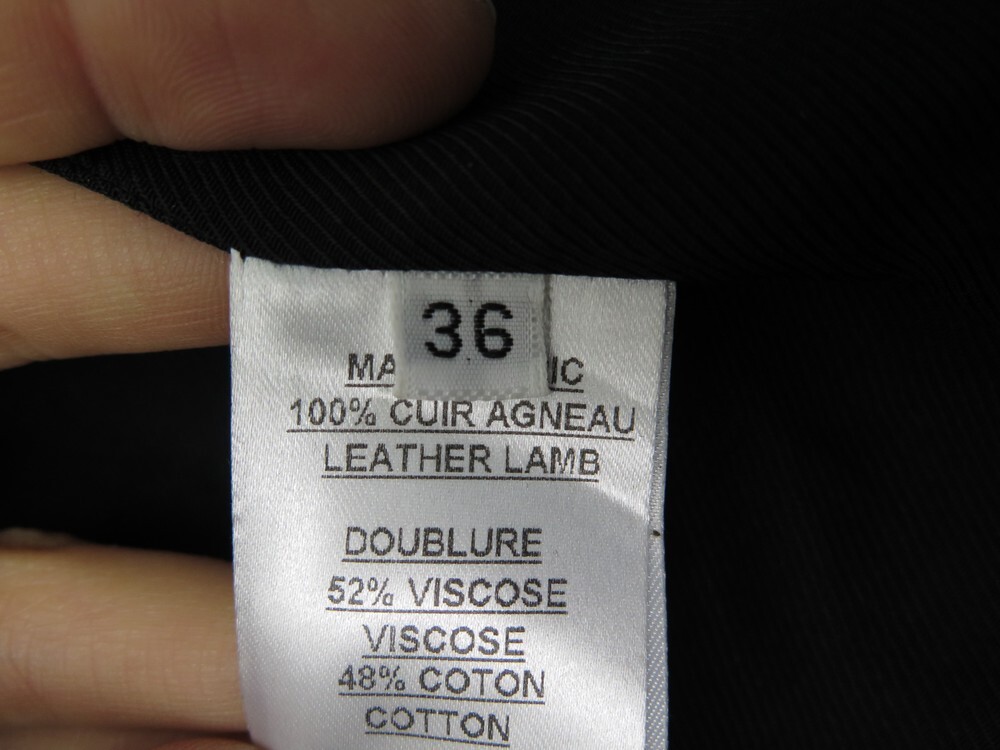 36
100% CUIR AGNEAU
LEATHER LAMB
DOUBLURE
52% VISCOSE
VISCOSE
48% COTON
COTTON